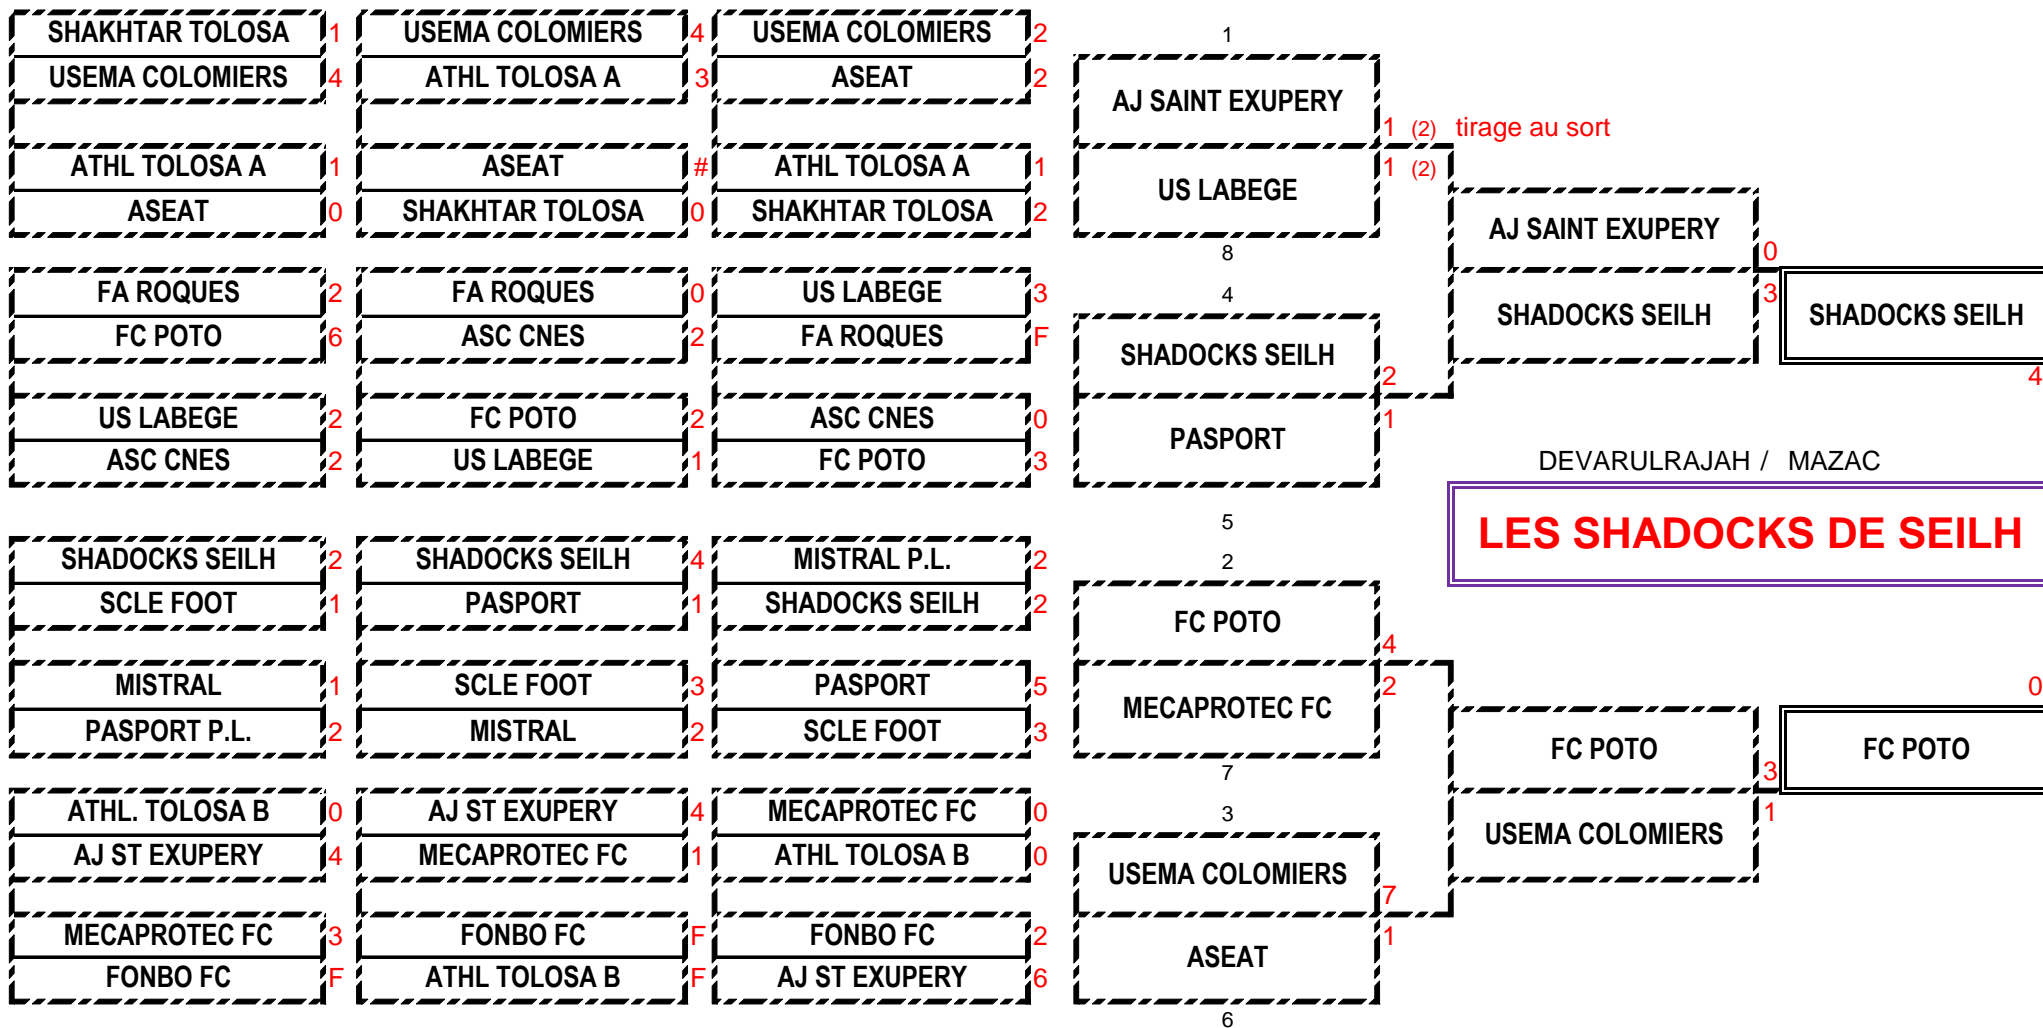 SHAKHTAR TOLOSA 1
USEMA COLOMIERS 4
ATHL TOLOSA A 1
ASEAT 0
FA ROQUES 2
FC POTO 6
US LABEGE 2
ASC CNES 2
SHADOCKS SEILH 2
SCLE FOOT 1
MISTRAL 1
PASPORT P.L. 2
ATHL. TOLOSA B 0
AJ ST EXUPERY 4
MECAPROTEC FC 3
FONBO FC F
USEMA COLOMIERS 4
ATHL TOLOSA A 3
ASEAT #
SHAKHTAR TOLOSA 0
FA ROQUES 0
ASC CNES 2
FC POTO 2
US LABEGE 1
SHADOCKS SEILH 4
PASPORT 1
SCLE FOOT 3
MISTRAL 2
AJ ST EXUPERY 4
MECAPROTEC FC 1
FONBO FC F
ATHL TOLOSA B F
USEMA COLOMIERS 2
ASEAT 2
ATHL TOLOSA A 1
SHAKHTAR TOLOSA 2
US LABEGE 3
FA ROQUES F
ASC CNES 0
FC POTO 3
MISTRAL P.L. 2
SHADOCKS SEILH 2
PASPORT 5
SCLE FOOT 3
MECAPROTEC FC 0
ATHL TOLOSA B 0
FONBO FC 2
AJ ST EXUPERY 6
1
AJ SAINT EXUPERY
1 (2) tirage au sort
US LABEGE
1 (2)
8
4
SHADOCKS SEILH
2
PASPORT
1
5
2
FC POTO
4
MECAPROTEC FC
2
7
3
USEMA COLOMIERS
7
ASEAT
1
6
AJ SAINT EXUPERY
0
SHADOCKS SEILH
3
FC POTO
3
USEMA COLOMIERS
1
SHADOCKS SEILH
4
DEVARULRAJAH / MAZAC
LES SHADOCKS DE SEILH
0
FC POTO